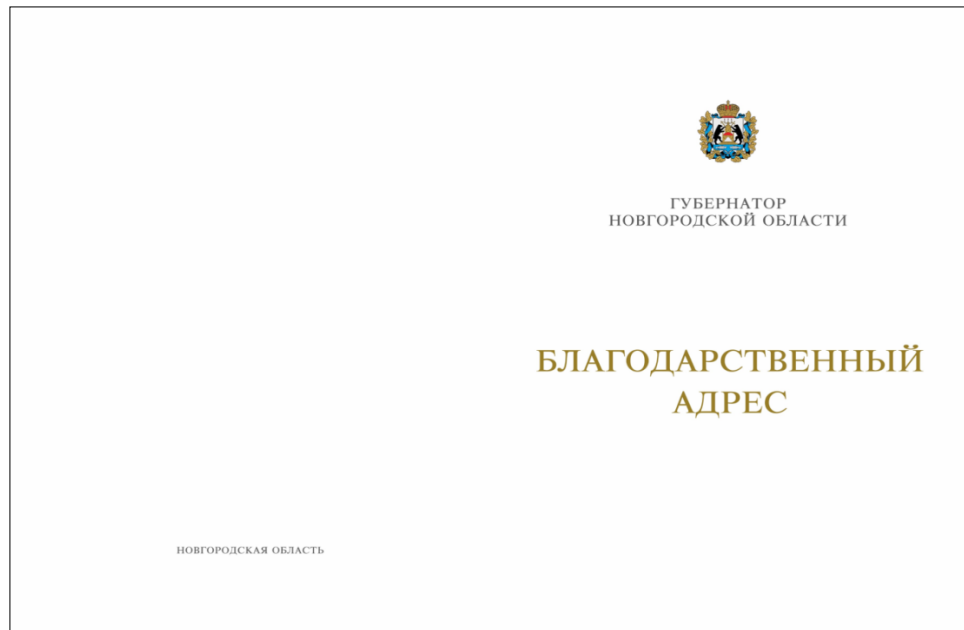 ГУБЕРНАТОР
НОВГОРОДСКОЙ ОБЛАСТИ
БЛАГОДАРСТВЕННЫЙ
АДРЕС
НОВГОРОДСКАЯ ОБЛАСТЬ